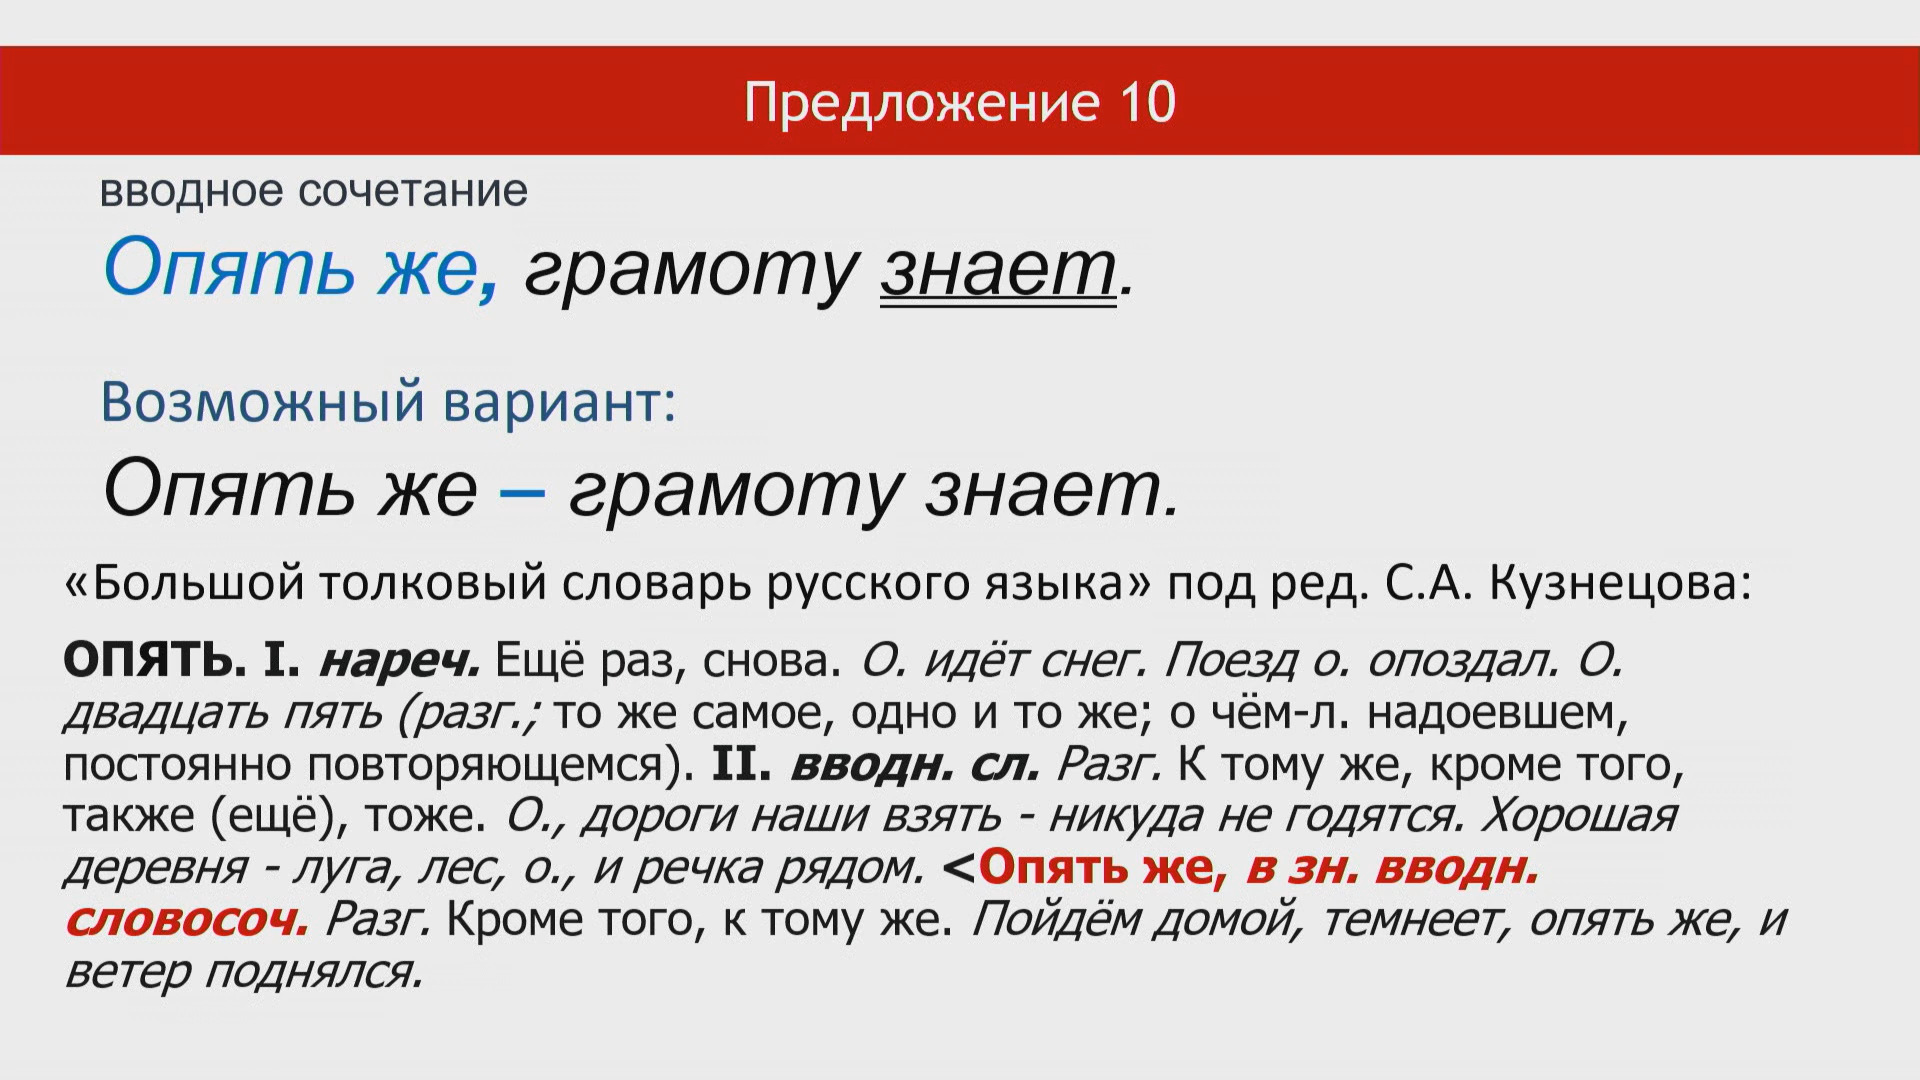 Предложение 10
вводное сочетание
Опять же, грамоту знает.
Возможный вариант:
Опять же – грамоту знает.
«Большой толковый словарь русского языка» под ред. С.А. Кузнецова:
ОПЯТЬ. I. нареч. Ещё раз, снова. О. идёт снег. Поезд о. опоздал. О.
двадцать пять (разг.; то же самое, одно и то же; о чём-л. надоевшем,
постоянно повторяющемся). II. вводн. сл. Разг. К тому же, кроме того,
также (ещё), тоже. О., дороги наши взять - никуда не годятся. Хорошая
деревня - луга, лес, о., и речка рядом. <Опять же, в зн. вводн.
словосоч. Разг. Кроме того, к тому же. Пойдём домой, темнеет, опять же, и
ветер поднялся.